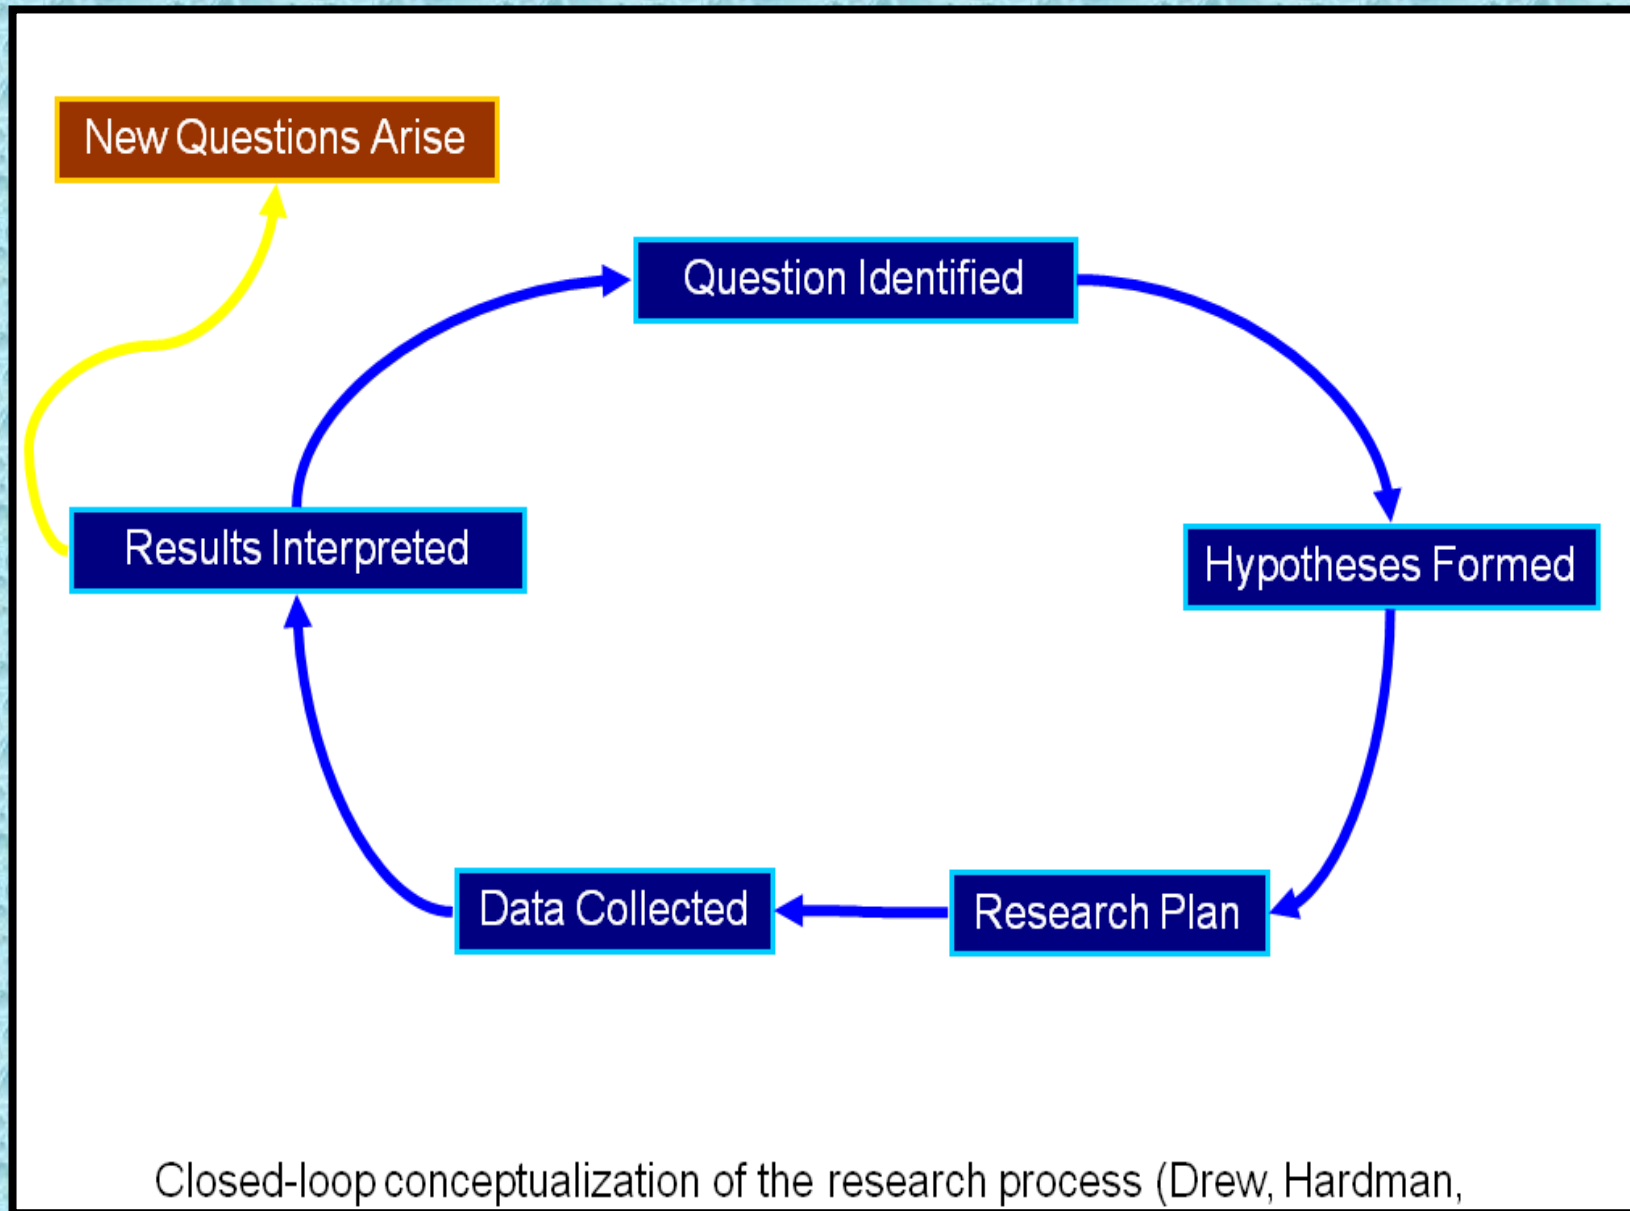 New Questions Arise
Question Identified
Results Interpreted
Hypotheses Formed
Data Collected
Research Plan
Closed-loop conceptualization of the research process (Drew, Hardman,